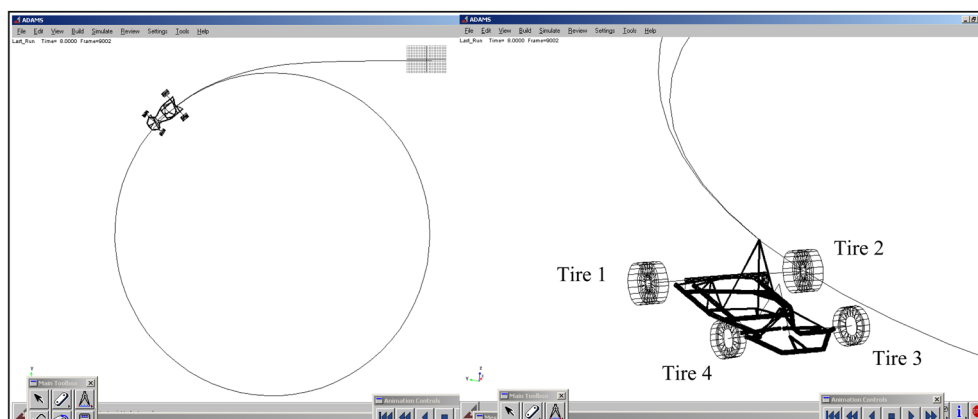 ADAMS
File Edit View Build Simulate Review Settings Tools Help
Last_Run Time= 8.0000 Frame=9002
Main Toolbox
Animation Controls
ADAMS
File Edit View Build Simulate Review Settings Tools Help
Last_Run Time= 8.0000 Frame=9002
Tire 1
Tire 2
Tire 3
Tire 4
Main Toolbox
Animation Controls